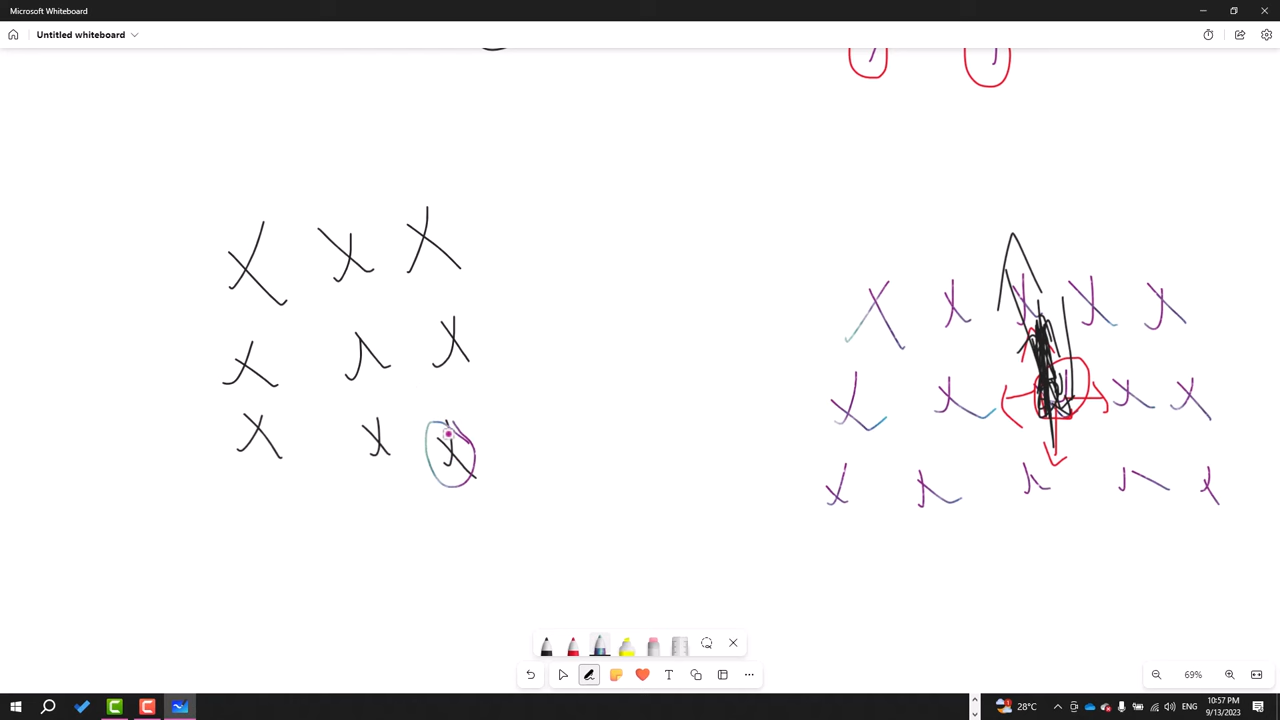 Microsoft Whiteboard
Untitled whiteboard
X X X
X X X
X X X
X X X X X
X X X X
X X X X X
69%
28°C
ENG
10:57 PM
9/13/2023